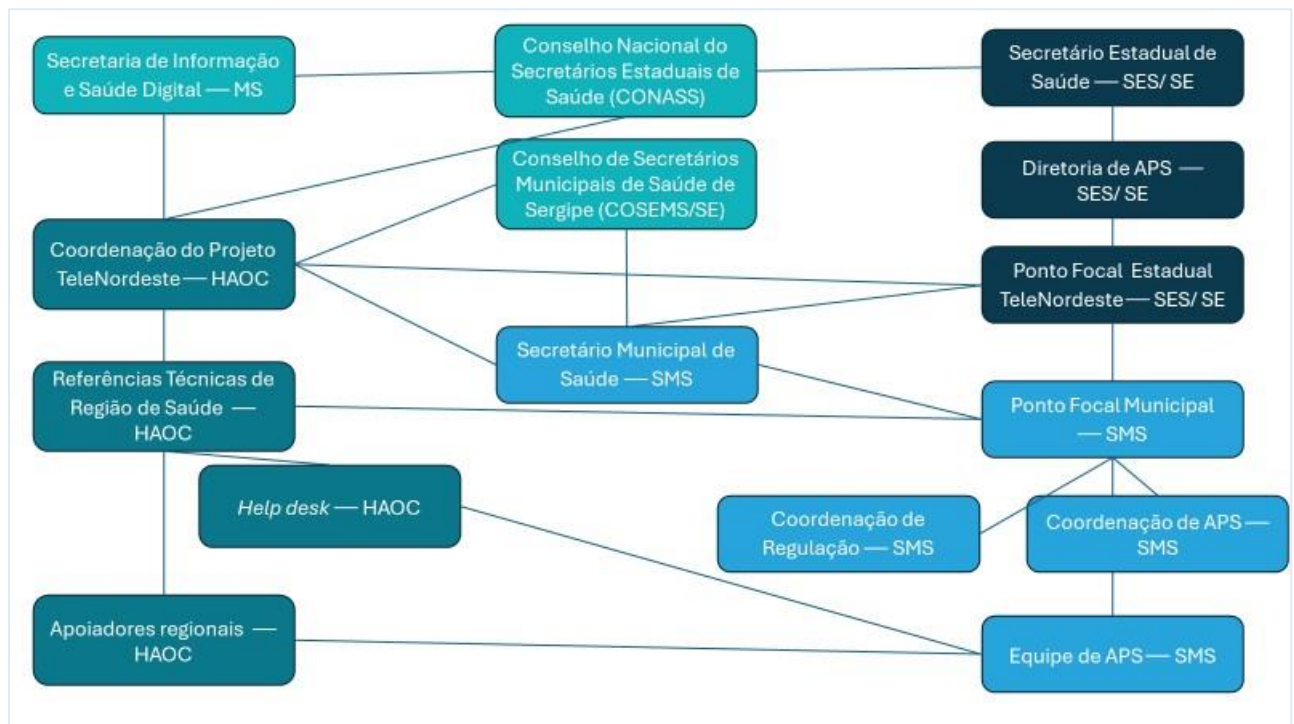 Secretaria de Informação
e Saúde Digital — MS
Conselho Nacional do
Secretários Estaduais de
Saúde (CONASS)
Secretário Estadual de
Saúde — SES/ SE
Conselho de Secretários
Municipais de Saúde de
Sergipe (COSEMS/SE)
Diretoria de APS —
SES/ SE
Coordenação do Projeto
TeleNordeste — HAOC
Ponto Focal Estadual
TeleNordeste — SES/ SE
Secretário Municipal de
Saúde — SMS
Referências Técnicas de
Região de Saúde —
HAOC
Ponto Focal Municipal
— SMS
Help desk — HAOC
Coordenação de
Regulação — SMS
Coordenação de APS —
SMS
Apoiadores regionais —
HAOC
Equipe de APS — SMS